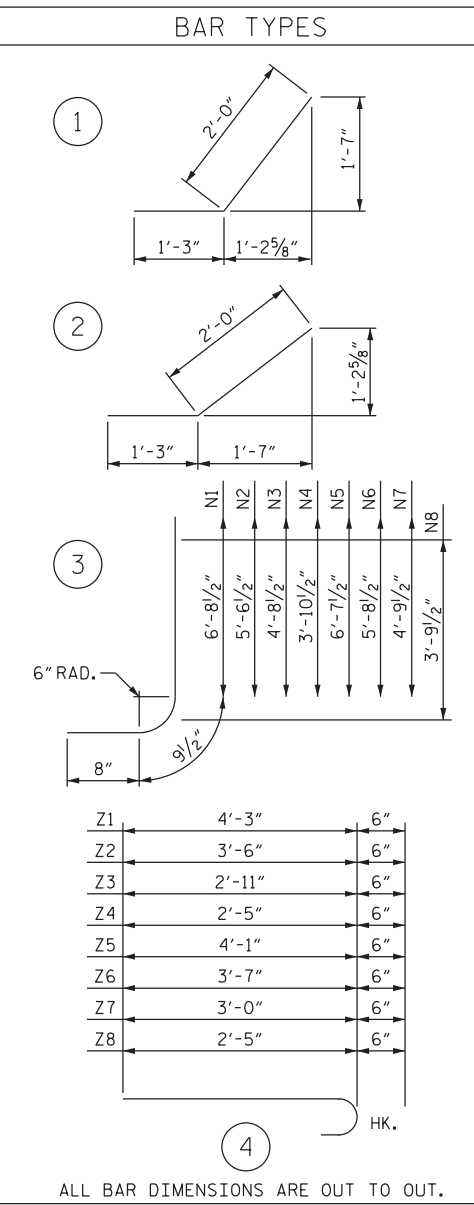 BAR TYPES
1
2'-0"
1'-7"
1'-3" 1'-2⅝"
2
2'-0"
1'-2⅝"
1'-3" 1'-7"
3
N1 N2 N3 N4 N5 N6 N7 N8
6'-8½" 5'-6½" 4'-8½" 3'-10½" 6'-7½" 5'-8½" 4'-9½" 3'-9½"
6" RAD.
9½"
8"
Z1 4'-3" 6"
Z2 3'-6" 6"
Z3 2'-11" 6"
Z4 2'-5" 6"
Z5 4'-1" 6"
Z6 3'-7" 6"
Z7 3'-0" 6"
Z8 2'-5" 6"
HK.
4
ALL BAR DIMENSIONS ARE OUT TO OUT.